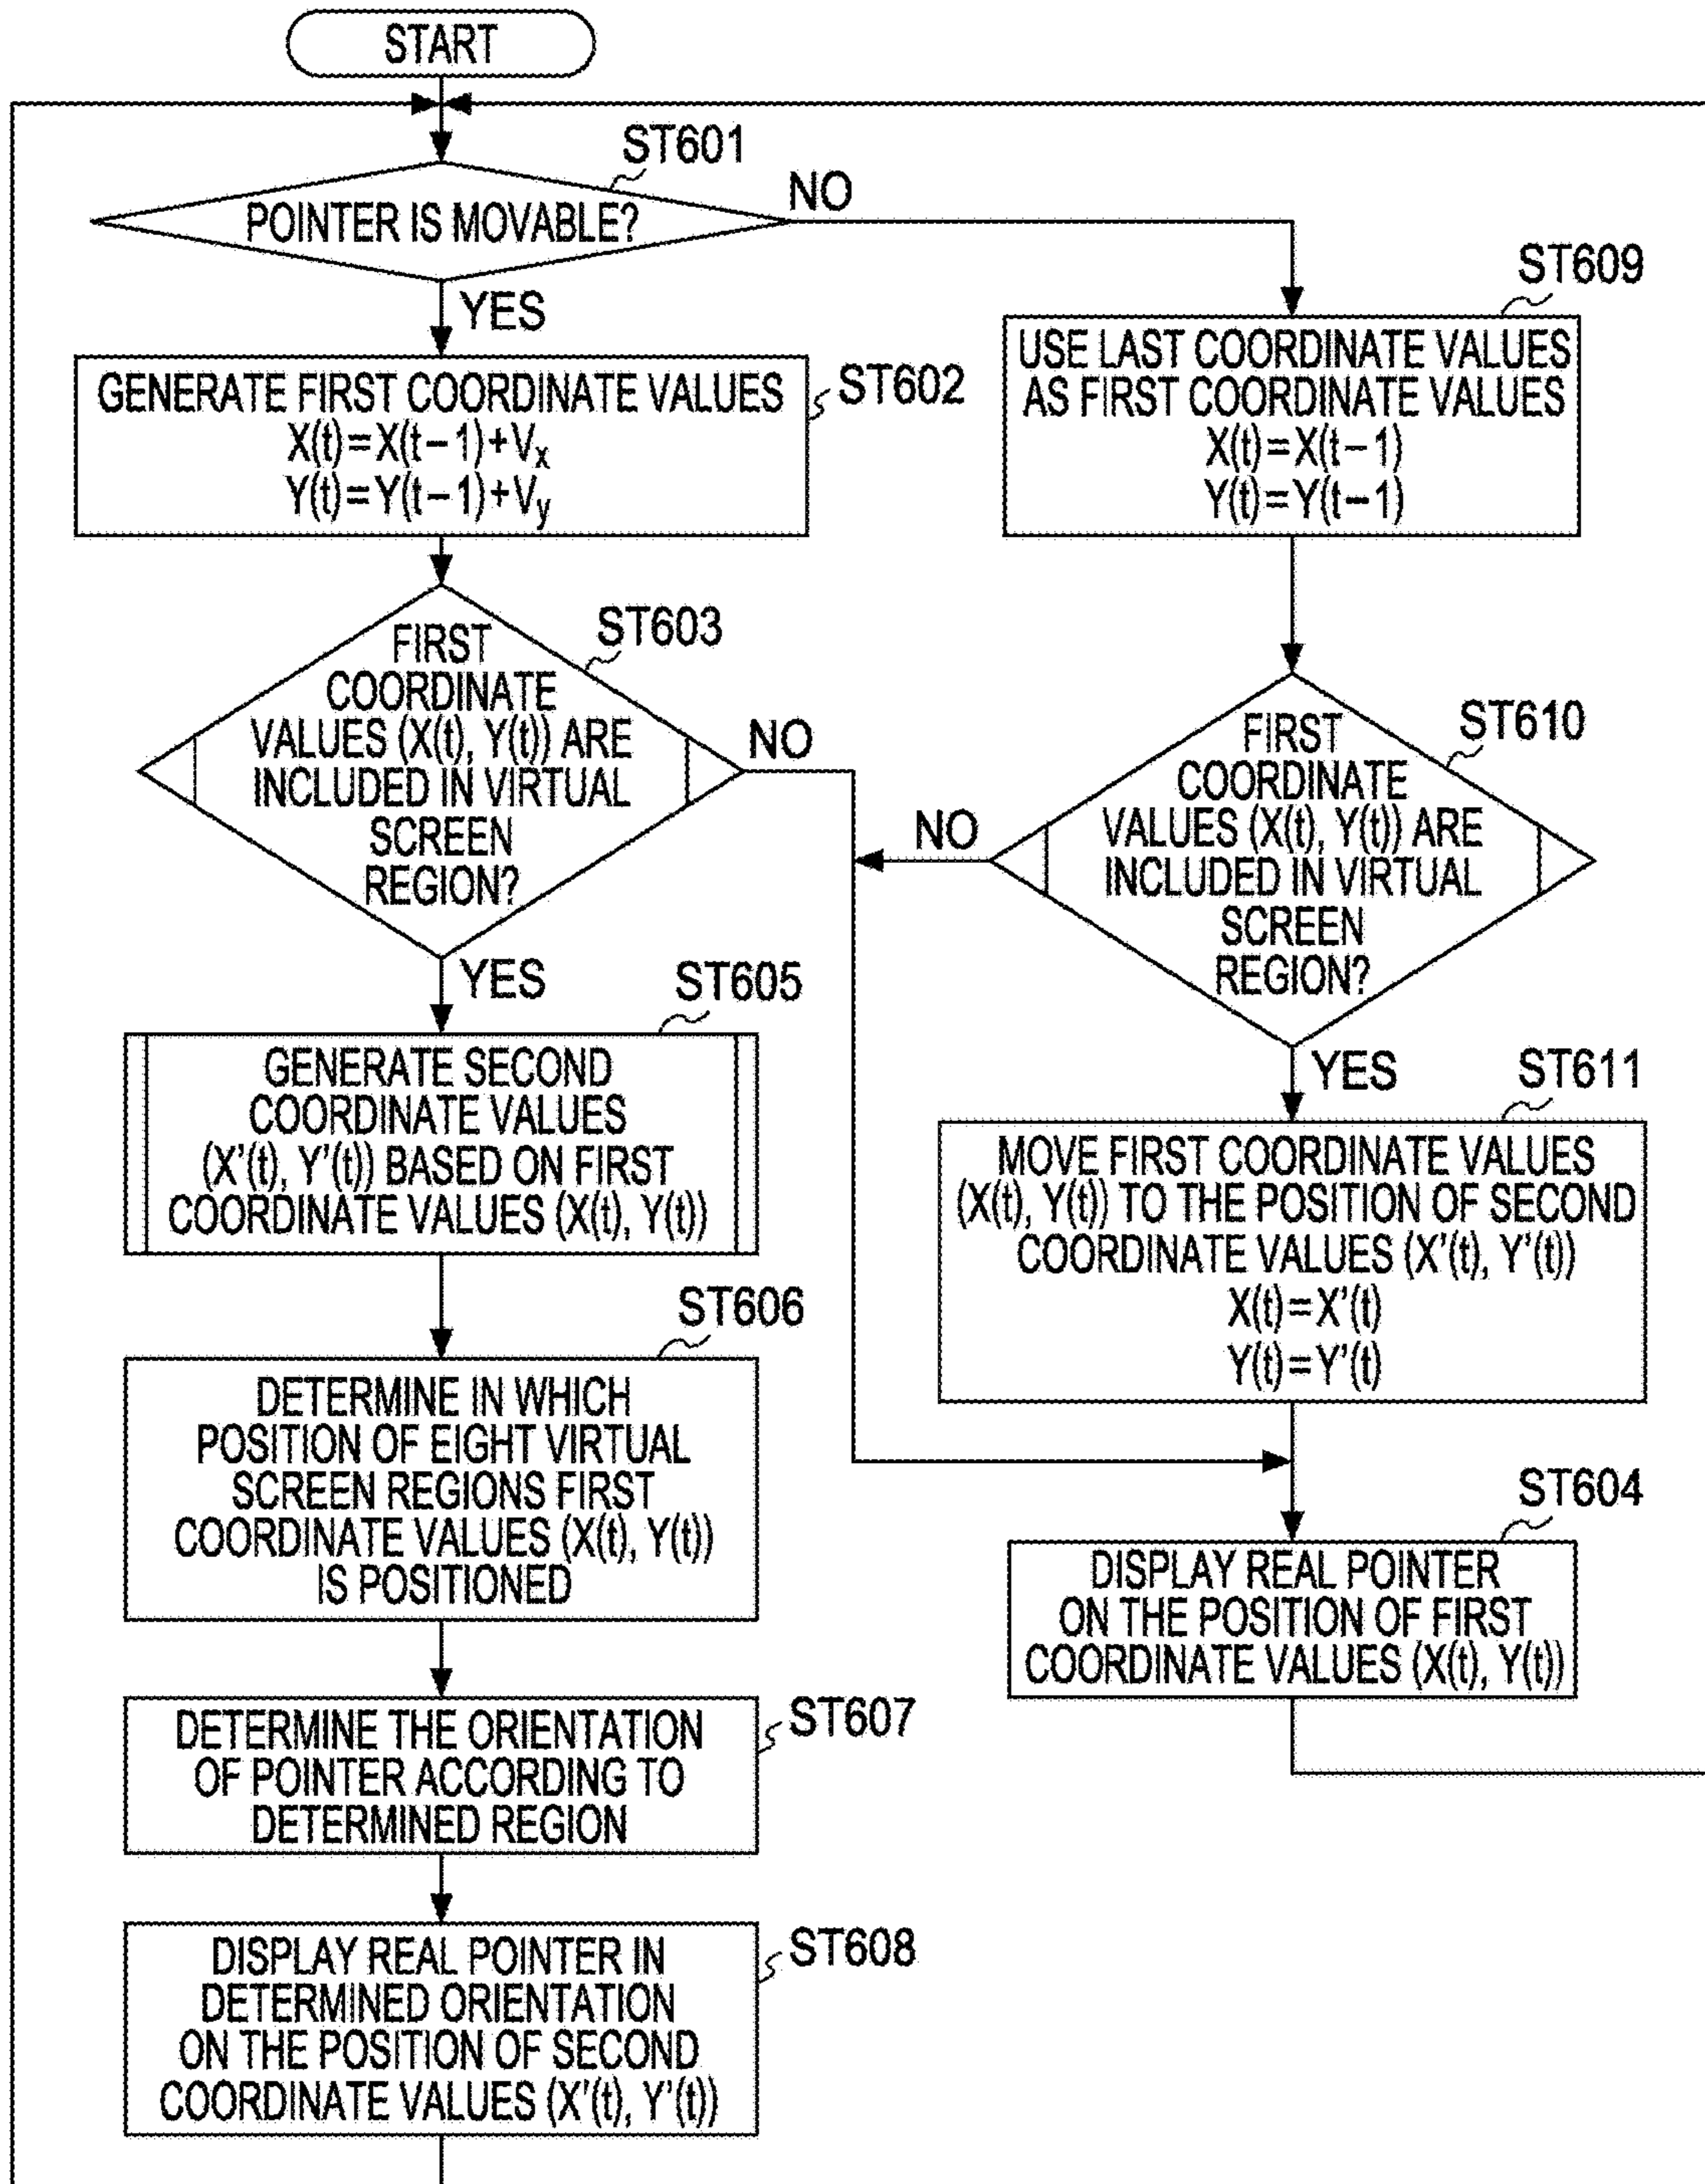 START
ST601
POINTER IS MOVABLE?
NO
YES
ST602
GENERATE FIRST COORDINATE VALUES
X(t)=X(t−1)+Vx
Y(t)=Y(t−1)+Vy
ST603
FIRST
COORDINATE
VALUES (X(t), Y(t)) ARE
INCLUDED IN VIRTUAL
SCREEN
REGION?
NO
YES
ST605
GENERATE SECOND
COORDINATE VALUES
(X'(t), Y'(t)) BASED ON FIRST
COORDINATE VALUES (X(t), Y(t))
ST606
DETERMINE IN WHICH
POSITION OF EIGHT VIRTUAL
SCREEN REGIONS FIRST
COORDINATE VALUES (X(t), Y(t))
IS POSITIONED
ST607
DETERMINE THE ORIENTATION
OF POINTER ACCORDING TO
DETERMINED REGION
ST608
DISPLAY REAL POINTER IN
DETERMINED ORIENTATION
ON THE POSITION OF SECOND
COORDINATE VALUES (X'(t), Y'(t))
ST609
USE LAST COORDINATE VALUES
AS FIRST COORDINATE VALUES
X(t)=X(t−1)
Y(t)=Y(t−1)
ST610
FIRST
COORDINATE
VALUES (X(t), Y(t)) ARE
INCLUDED IN VIRTUAL
SCREEN
REGION?
NO
YES
ST611
MOVE FIRST COORDINATE VALUES
(X(t), Y(t)) TO THE POSITION OF SECOND
COORDINATE VALUES (X'(t), Y'(t))
X(t)=X'(t)
Y(t)=Y'(t)
ST604
DISPLAY REAL POINTER
ON THE POSITION OF FIRST
COORDINATE VALUES (X(t), Y(t))